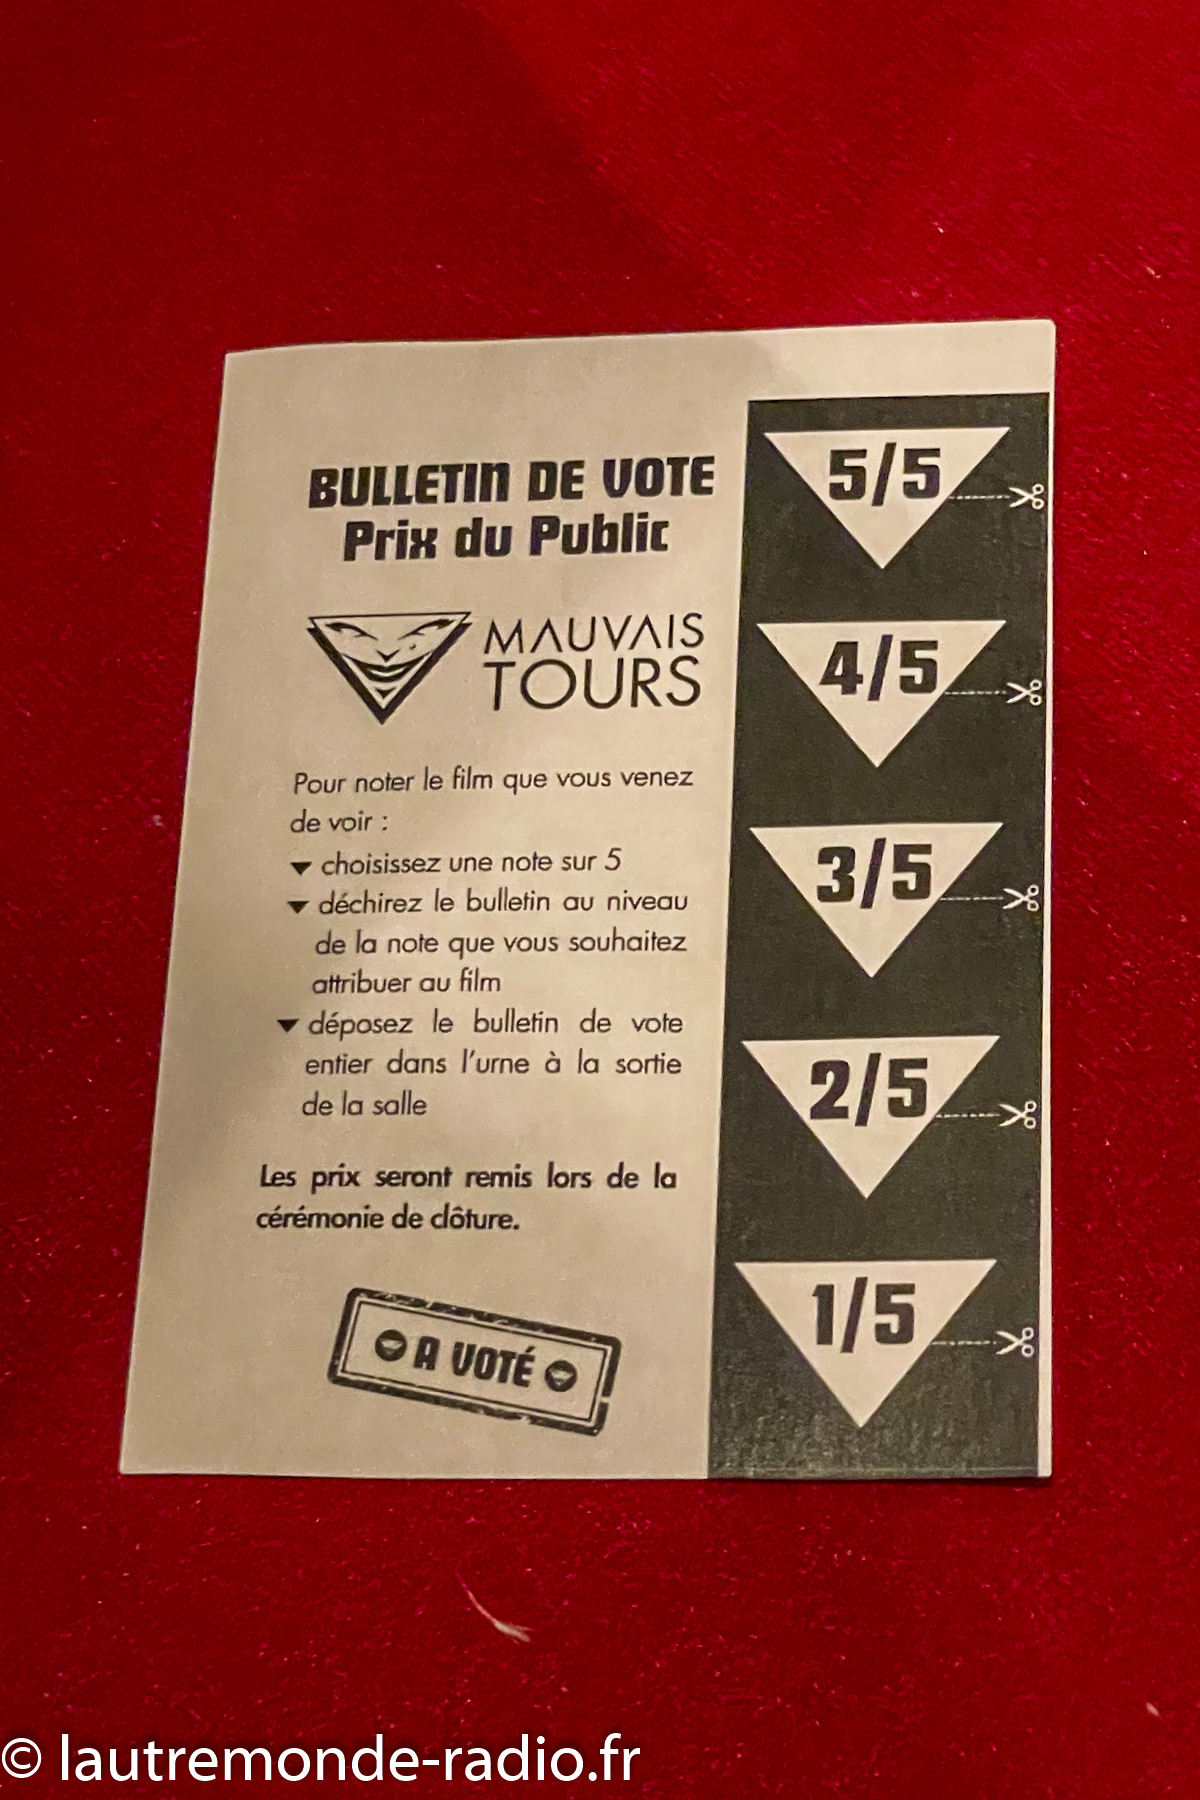 BULLETIN DE VOTE
Prix du Public
MAUVAIS
TOURS
Pour noter le film que vous venez
de voir :
choisissez une note sur 5
déchirez le bulletin au niveau
de la note que vous souhaitez
attribuer au film
déposez le bulletin de vote
entier dans l'urne à la sortie
de la salle
Les prix seront remis lors de la
cérémonie de clôture.
A VOTÉ
5/5
4/5
3/5
2/5
1/5
© lautremonde-radio.fr